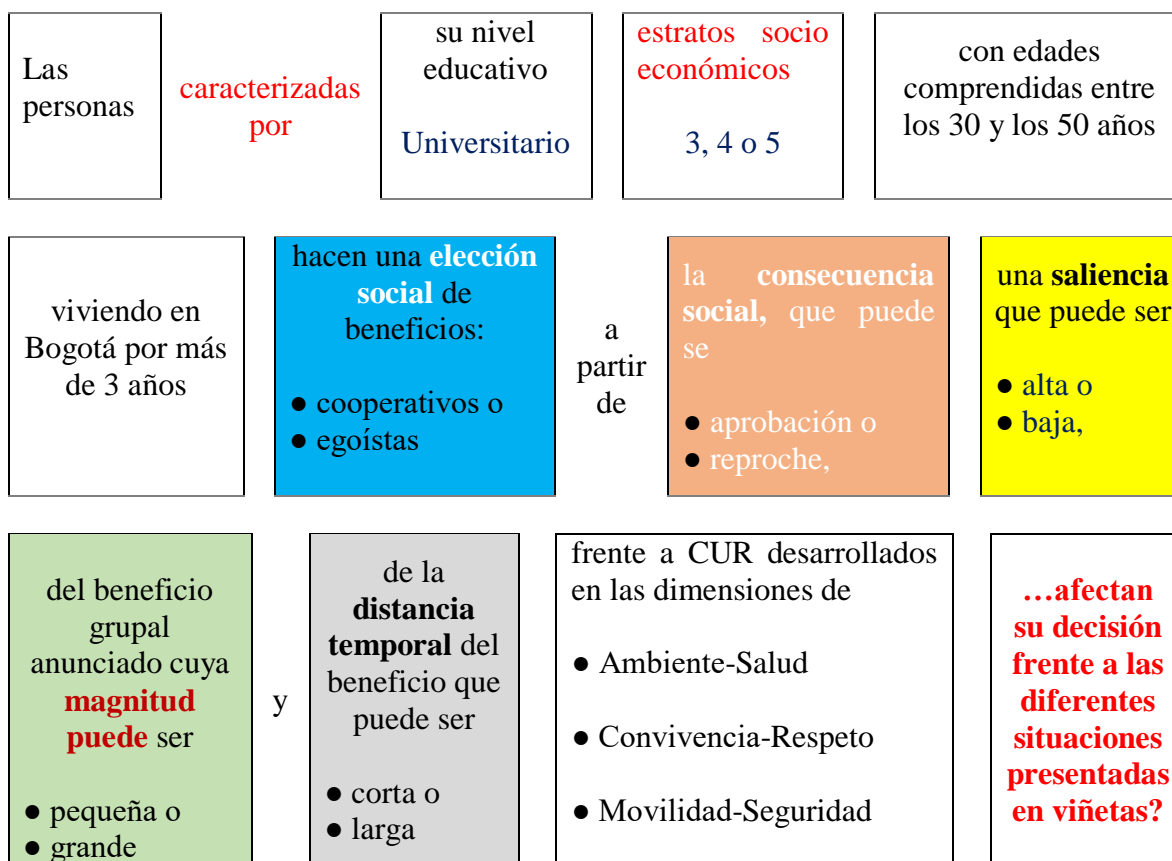 Las
personas
caracterizadas
por
su nivel
educativo
Universitario
estratos socio
económicos
3, 4 o 5
con edades
comprendidas entre
los 30 y los 50 años
viviendo en
Bogotá por más
de 3 años
hacen una elección
social de
beneficios:
● cooperativos o
● egoístas
a
partir
de
la consecuencia
social, que puede
se
● aprobación o
● reproche,
una saliencia
que puede ser
● alta o
● baja,
del beneficio
grupal
anunciado cuya
magnitud
puede ser
● pequeña o
● grande
y
de la
distancia
temporal del
beneficio que
puede ser
● corta o
● larga
frente a CUR desarrollados
en las dimensiones de
● Ambiente-Salud
● Convivencia-Respeto
● Movilidad-Seguridad
…afectan
su decisión
frente a las
diferentes
situaciones
presentadas
en viñetas?